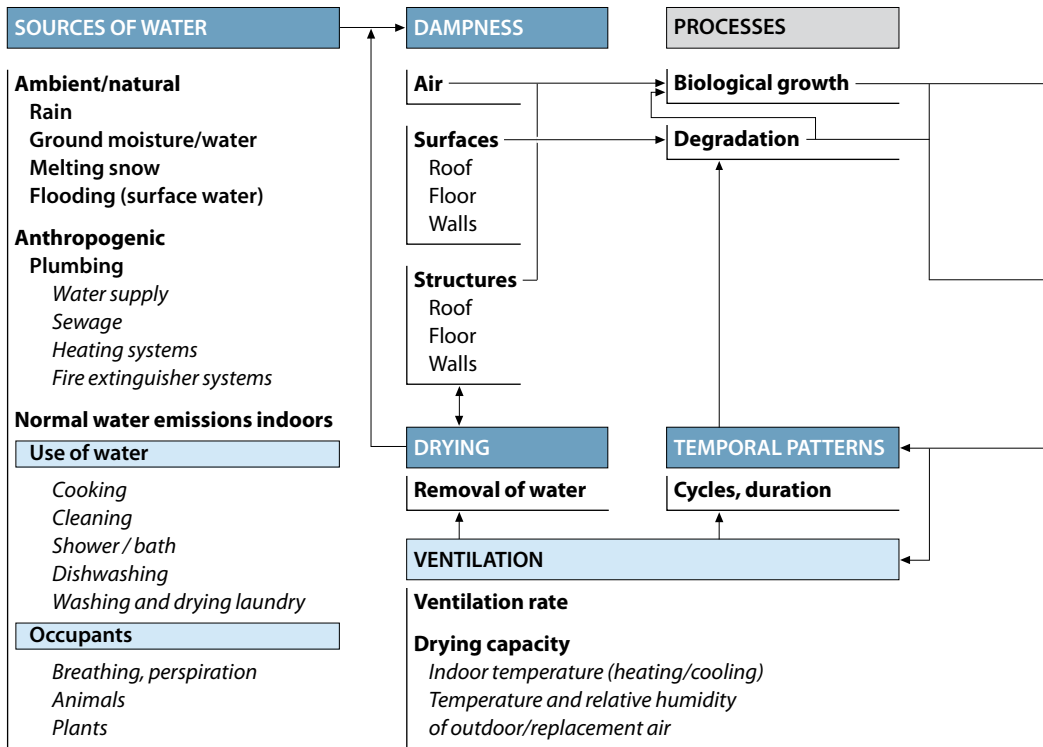 SOURCES OF WATER
Ambient/natural
Rain
Ground moisture/water
Melting snow
Flooding (surface water)
Anthropogenic
Plumbing
Water supply
Sewage
Heating systems
Fire extinguisher systems
Normal water emissions indoors
Use of water
Cooking
Cleaning
Shower / bath
Dishwashing
Washing and drying laundry
Occupants
Breathing, perspiration
Animals
Plants
DAMPNESS
Air
Surfaces
Roof
Floor
Walls
Structures
Roof
Floor
Walls
DRYING
Removal of water
PROCESSES
Biological growth
Degradation
TEMPORAL PATTERNS
Cycles, duration
VENTILATION
Ventilation rate
Drying capacity
Indoor temperature (heating/cooling)
Temperature and relative humidity
of outdoor/replacement air